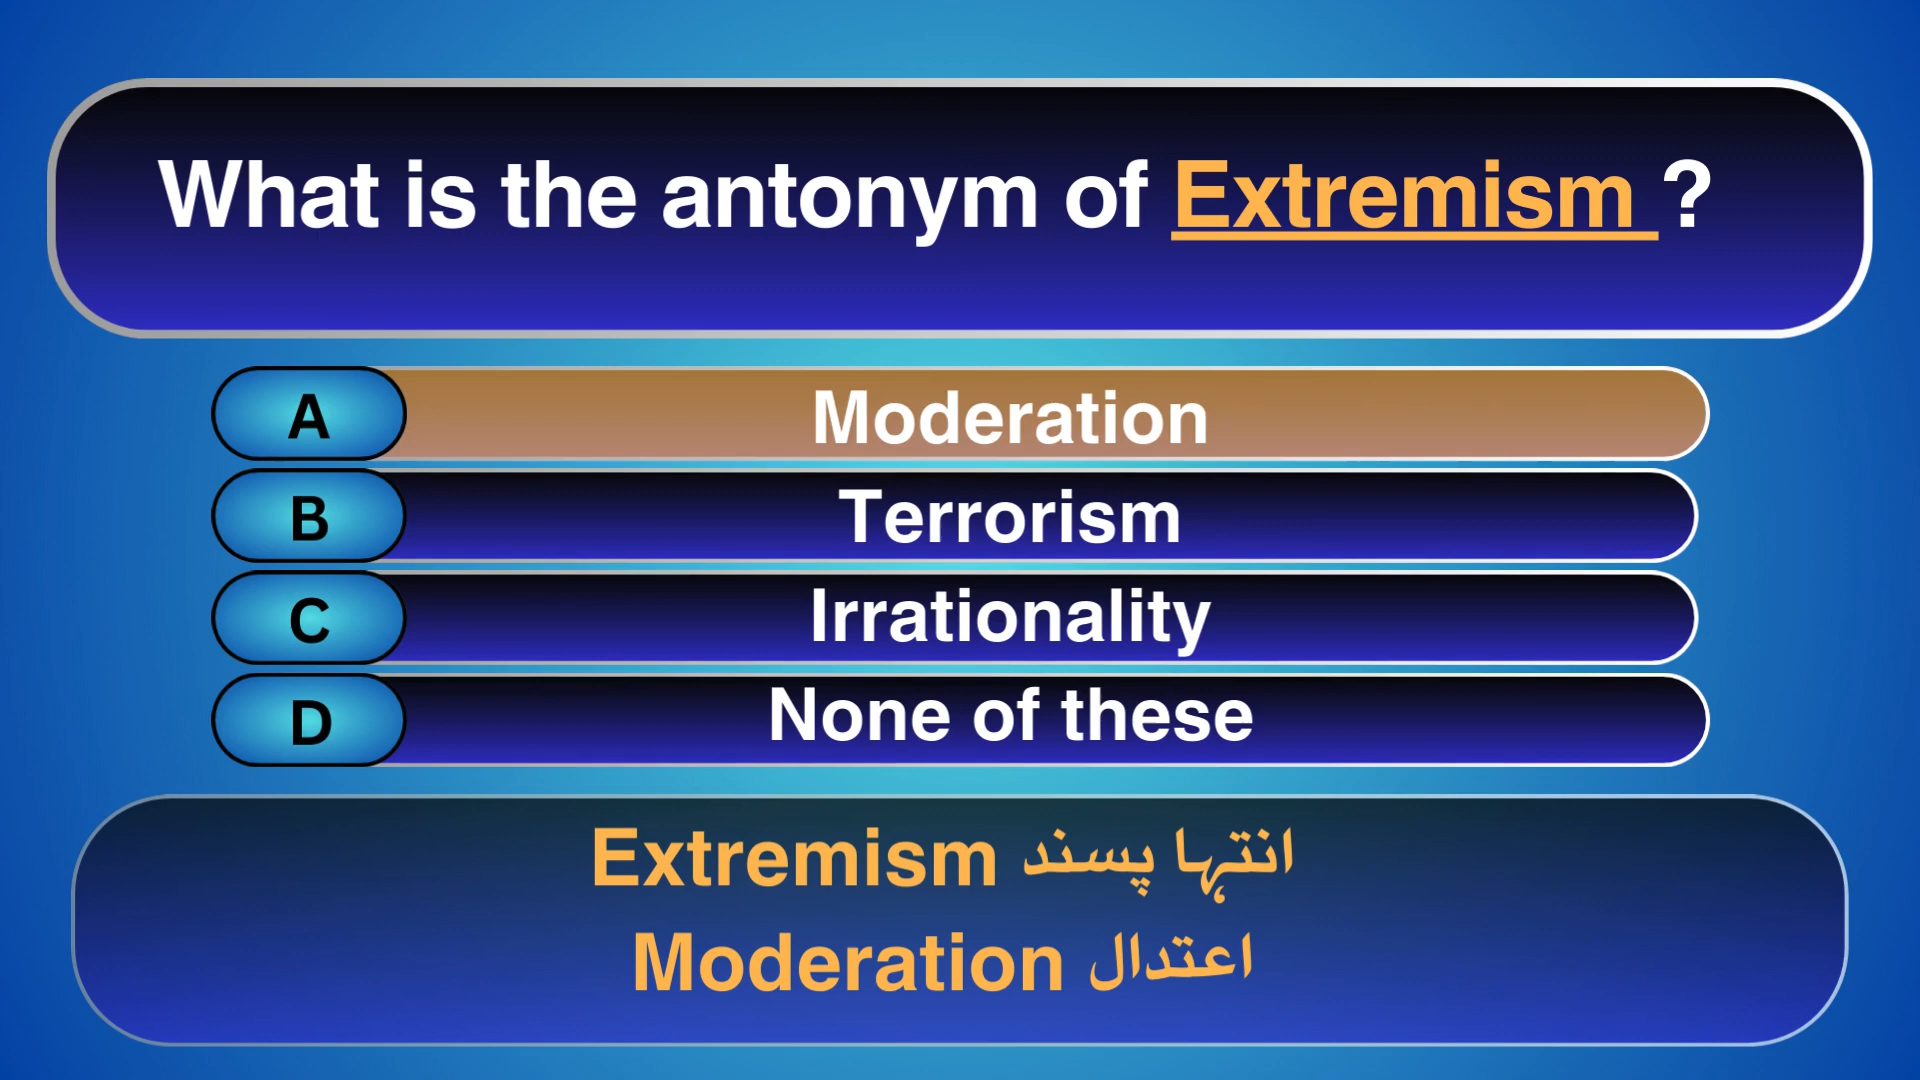 What is the antonym of Extremism ?
A Moderation
B Terrorism
C Irrationality
D None of these
Extremism انتہا پسند
Moderation اعتدال